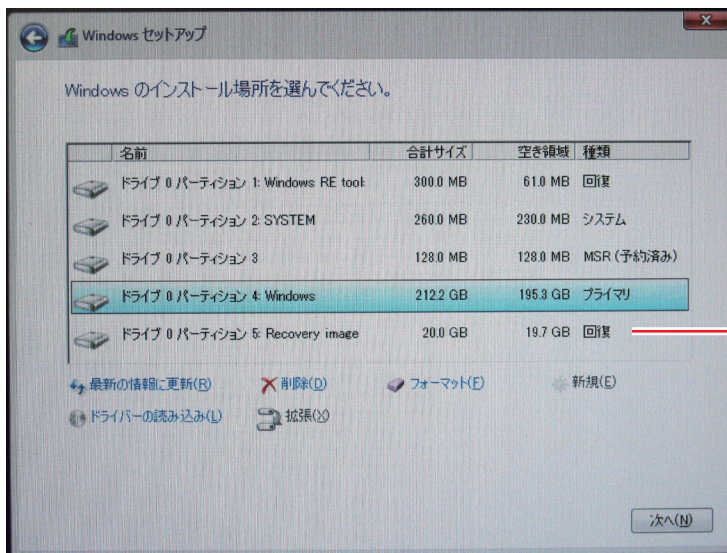 Windows セットアップ
Windows のインストール場所を選んでください。
名前 合計サイズ 空き領域 種類
ドライブ 0 パーティション 1: Windows RE tool 300.0 MB 61.0 MB 回復
ドライブ 0 パーティション 2: SYSTEM 260.0 MB 230.0 MB システム
ドライブ 0 パーティション 3 128.0 MB 128.0 MB MSR (予約済み)
ドライブ 0 パーティション 4: Windows 212.2 GB 195.3 GB プライマリ
ドライブ 0 パーティション 5: Recovery image 20.0 GB 19.7 GB 回復
最新の情報に更新(R) 削除(D) フォーマット(F) 新規(E)
ドライバーの読み込み(L) 拡張(X)
次へ(N)